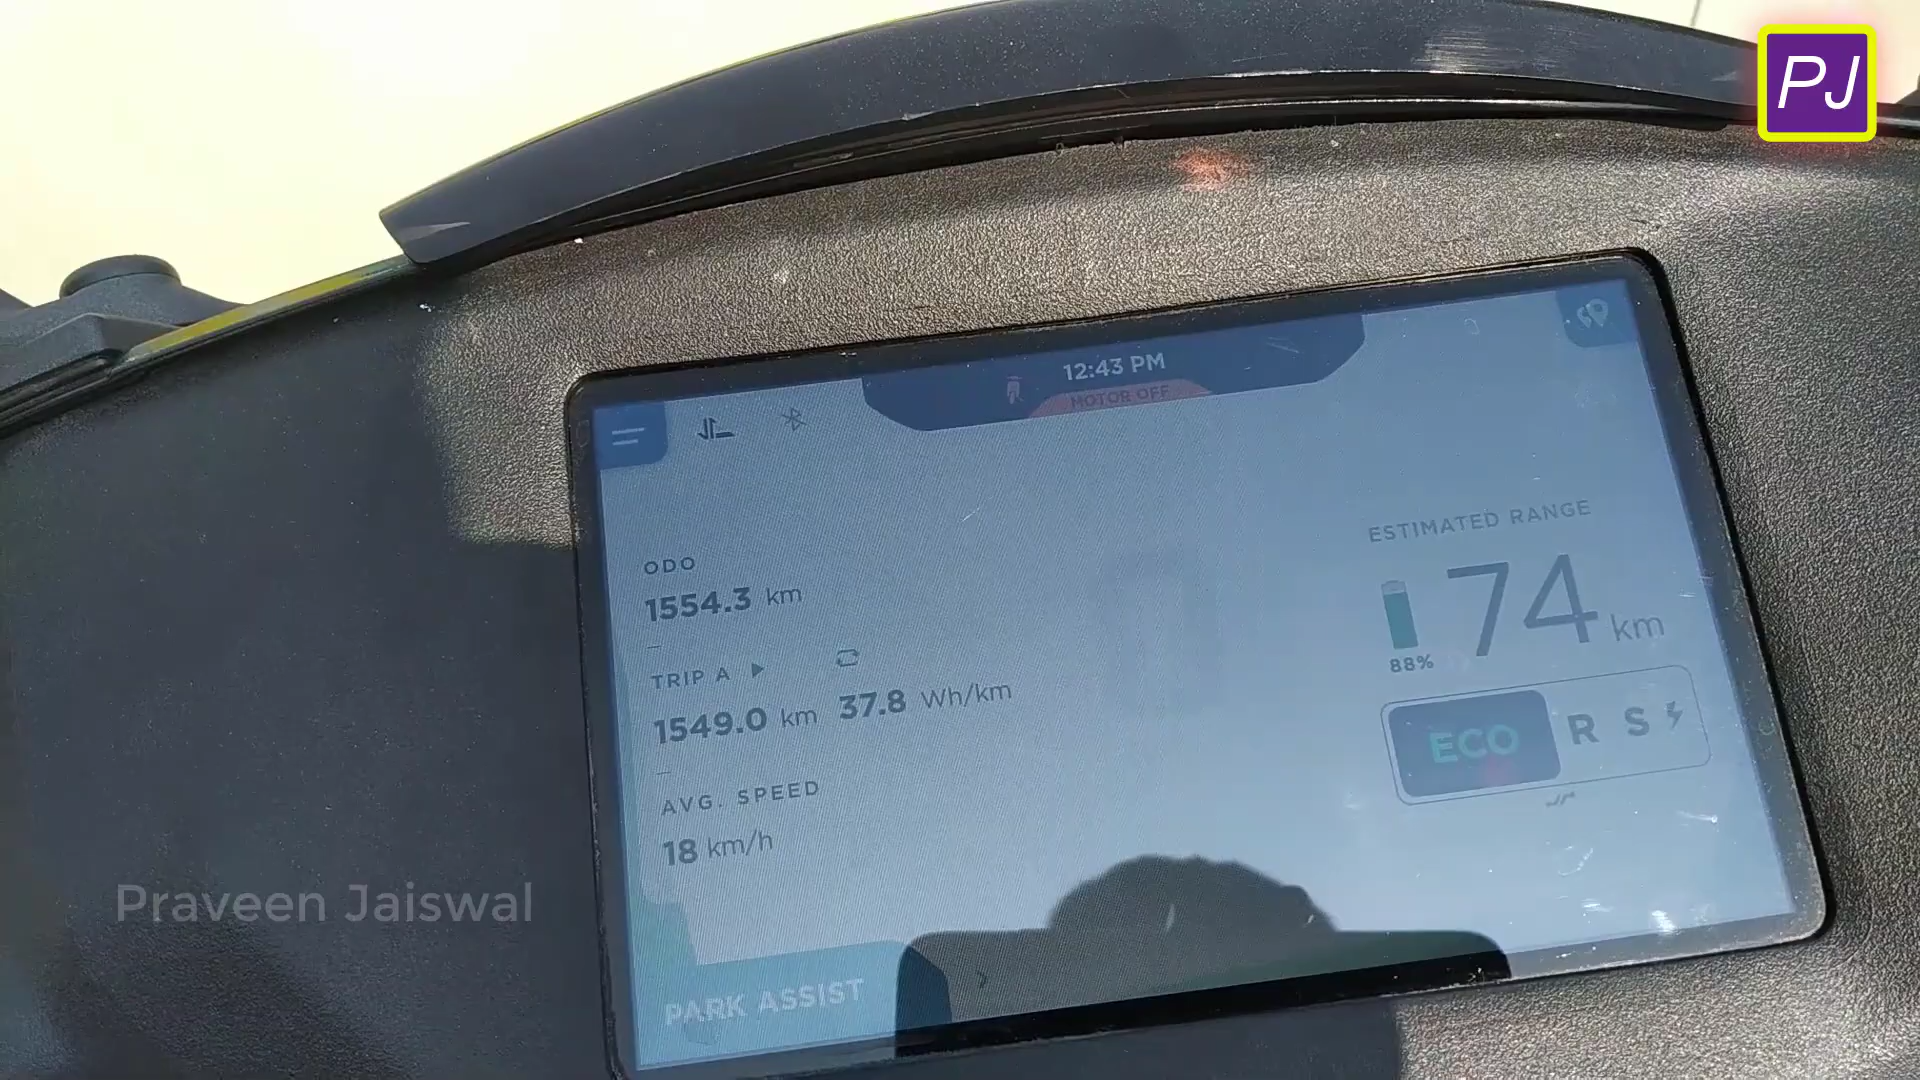 PJ
12:43 PM
MOTOR OFF
ESTIMATED RANGE
74 km
88%
ECO R S
ODO
1554.3 km
TRIP A
1549.0 km 37.8 Wh/km
AVG. SPEED
18 km/h
PARK ASSIST
Praveen Jaiswal